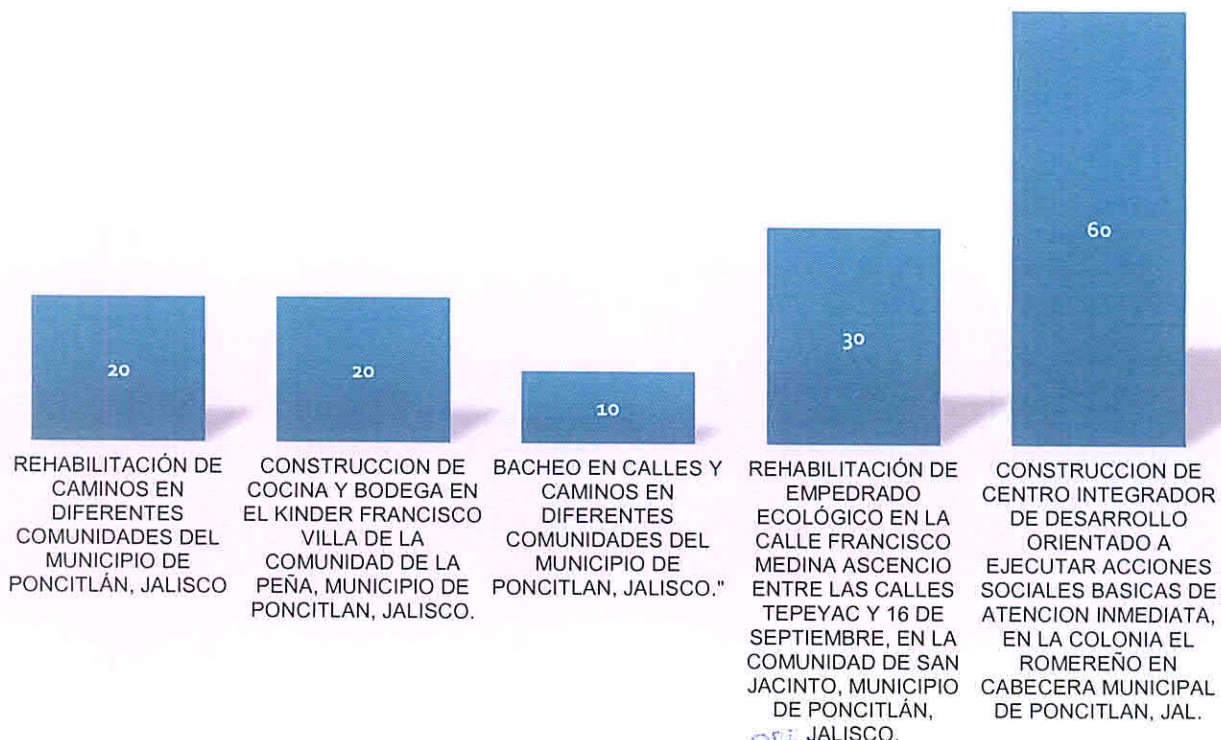 20
20
10
30
60
REHABILITACIÓN DE
CAMINOS EN
DIFERENTES
COMUNIDADES DEL
MUNICIPIO DE
PONCITLÁN, JALISCO
CONSTRUCCION DE
COCINA Y BODEGA EN
EL KINDER FRANCISCO
VILLA DE LA
COMUNIDAD DE LA
PEÑA, MUNICIPIO DE
PONCITLAN, JALISCO.
BACHEO EN CALLES Y
CAMINOS EN
DIFERENTES
COMUNIDADES DEL
MUNICIPIO DE
PONCITLAN, JALISCO."
REHABILITACIÓN DE
EMPEDRADO
ECOLÓGICO EN LA
CALLE FRANCISCO
MEDINA ASCENCIO
ENTRE LAS CALLES
TEPEYAC Y 16 DE
SEPTIEMBRE, EN LA
COMUNIDAD DE SAN
JACINTO, MUNICIPIO
DE PONCITLÁN,
JALISCO.
CONSTRUCCION DE
CENTRO INTEGRADOR
DE DESARROLLO
ORIENTADO A
EJECUTAR ACCIONES
SOCIALES BASICAS DE
ATENCION INMEDIATA,
EN LA COLONIA EL
ROMEREÑO EN
CABECERA MUNICIPAL
DE PONCITLAN, JAL.